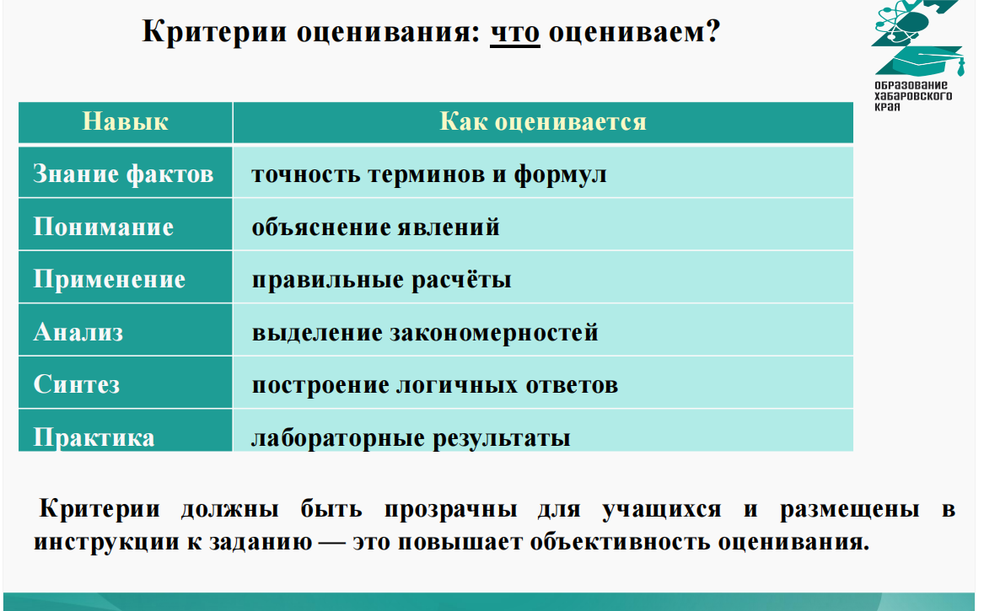 Критерии оценивания: что оцениваем?
ОБРАЗОВАНИЕ
ХАБАРОВСКОГО
КРАЯ
Навык Как оценивается
Знание фактов точность терминов и формул
Понимание объяснение явлений
Применение правильные расчёты
Анализ выделение закономерностей
Синтез построение логичных ответов
Практика лабораторные результаты
Критерии должны быть прозрачны для учащихся и размещены в
инструкции к заданию — это повышает объективность оценивания.